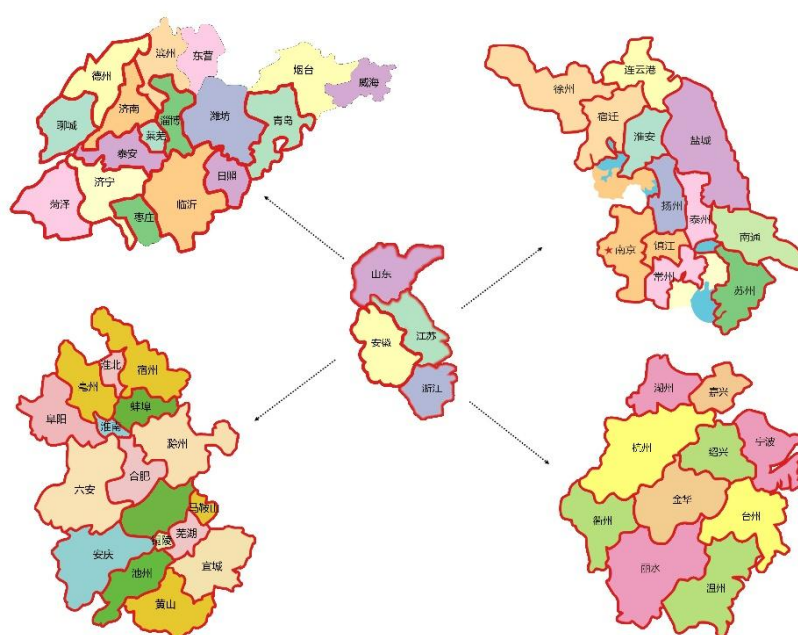 滨州
东营
德州
烟台
威海
济南
淄博
潍坊
青岛
聊城
莱芜
泰安
日照
济宁
菏泽
临沂
枣庄
连云港
徐州
宿迁
淮安
盐城
扬州
泰州
南通
南京
镇江
常州
苏州
山东
江苏
安徽
浙江
淮北
宿州
亳州
蚌埠
阜阳
淮南
滁州
合肥
六安
马鞍山
芜湖
铜陵
安庆
宣城
池州
黄山
湖州
嘉兴
杭州
绍兴
宁波
金华
衢州
台州
丽水
温州